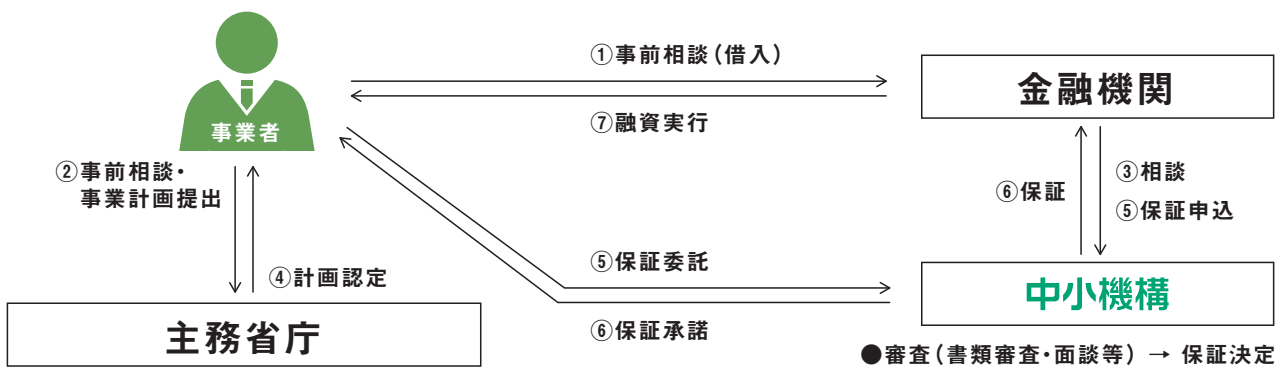 ①事前相談(借入)
金融機関
事業者
⑦融資実行
②事前相談・
事業計画提出
③相談
⑥保証
⑤保証申込
④計画認定
⑤保証委託
中小機構
主務省庁
⑥保証承諾
●審査(書類審査・面談等) → 保証決定